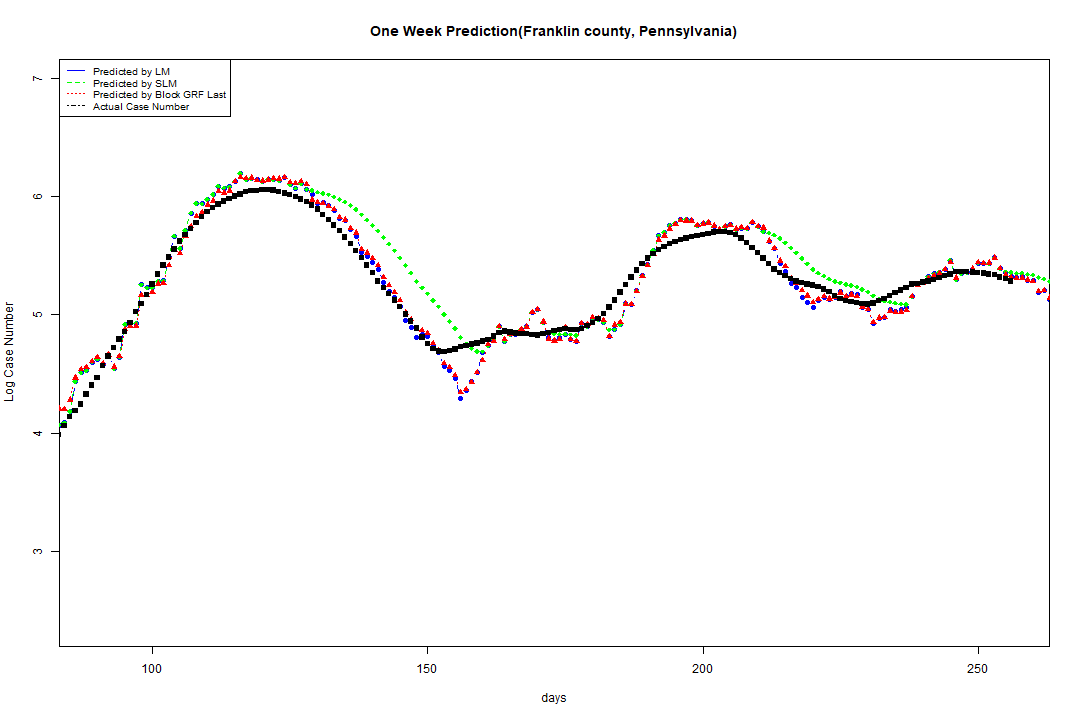 One Week Prediction(Franklin county, Pennsylvania)
Predicted by LM
Predicted by SLM
Predicted by Block GRF Last
Actual Case Number
7
6
5
4
3
Log Case Number
100
150
200
250
days